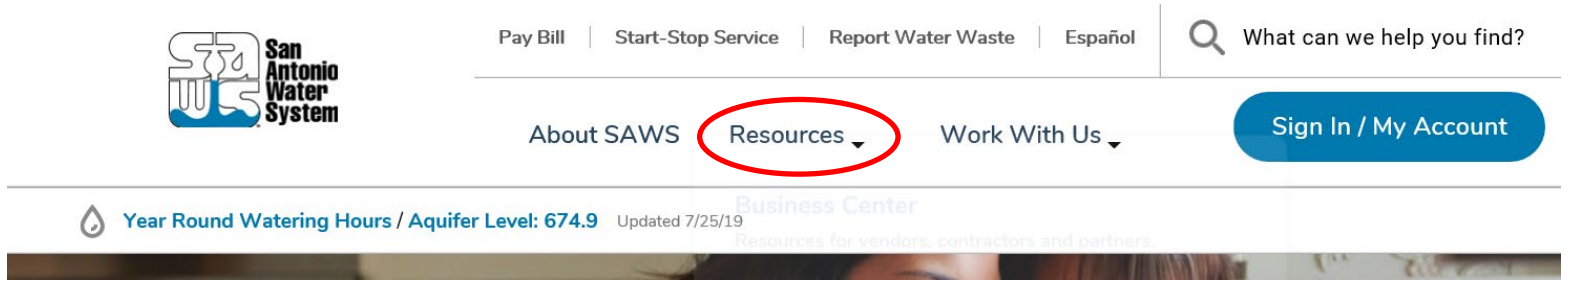 SAWS
San
Antonio
Water
System
Pay Bill | Start-Stop Service | Report Water Waste | Español
What can we help you find?
About SAWS Resources Work With Us
Sign In / My Account
Year Round Watering Hours / Aquifer Level: 674.9 Updated 7/25/19
Business Center
Resources for vendors, contractors and partners.